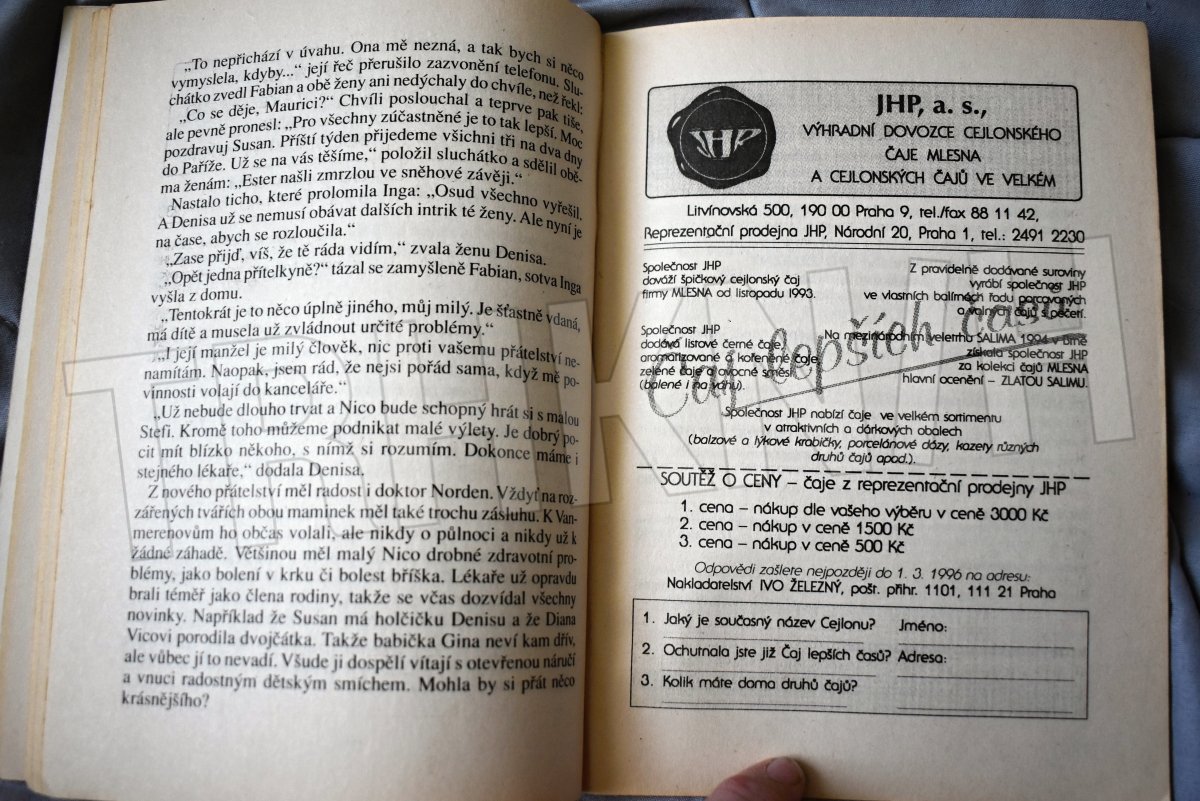 „To nepřichází v úvahu. Ona mě nezná, a tak bych si něco
vymyslela, kdyby...“ její řeč přerušilo zazvonění telefonu. Slu-
chátko zvedl Fabian a obě ženy ani nedýchaly do chvíle, než řekl:
„Co se děje, Maurici?“ Chvíli poslouchal a teprve pak tiše,
ale pevně pronesl: „Pro všechny zúčastněné je to tak lepší. Moc
pozdravuj Susan. Příští týden přijedeme všichni tři na dva dny
do Paříže. Už se na vás těšíme,“ položil sluchátko a sdělil obě-
ma ženám: „Ester našli zmrzlou ve sněhové závěji.“
Nastalo ticho, které prolomila Inga: „Osud všechno vyřešil.
A Denisa už se nemusí obávat dalších intrik té ženy. Ale nyní je
na čase, abych se rozloučila.“
„Zase přijď, víš, že tě ráda vidím,“ zvala ženu Denisa.
„Opět jedna přítelkyně?“ tázal se zamyšleně Fabian, sotva Inga
vyšla z domu.
„Tentokrát je to něco úplně jiného, můj milý. Je šťastně vdaná,
má dítě a musela už zvládnout určité problémy.“
„I její manžel je milý člověk, nic proti vašemu přátelství ne-
namítám. Naopak, jsem rád, že nejsi pořád sama, když mě po-
vinnosti volají do kanceláře.“
„Už nebude dlouho trvat a Nico bude schopný hrát si s malou
Stefi. Kromě toho můžeme podnikat malé výlety. Je dobrý po-
cit mít blízko někoho, s nímž si rozumím. Dokonce máme i
stejného lékaře,“ dodala Denisa.
Z nového přátelství měl radost i doktor Norden. Vždyť na roz-
zářených tvářích obou maminek měl také trochu zásluhu. K Van-
merenovům ho občas volali, ale nikdy o půlnoci a nikdy už k
žádné záhadě. Většinou měl malý Nico drobné zdravotní pro-
blémy, jako bolení v krku či bolest bříška. Lékaře už opravdu
brali téměř jako člena rodiny, takže se včas dozvídal všechny
novinky. Například že Susan má holčičku Denisu a že Diana
Vicovi porodila dvojčátka. Takže babička Gina neví kam dřív,
ale vůbec jí to nevadí. Všude ji dospělí vítají s otevřenou náručí
a vnuci radostným dětským smíchem. Mohla by si přát něco
krásnějšího?
JHP
JHP, a. s.,
VÝHRADNÍ DOVOZCE CEJLONSKÉHO
ČAJE MLESNA
A CEJLONSKÝCH ČAJŮ VE VELKÉM
Litvínovská 500, 190 00 Praha 9, tel./fax 88 11 42,
Reprezentační prodejna JHP, Národní 20, Praha 1, tel.: 2491 2230
Společnost JHP
dováží špičkový cejlonský čaj
firmy MLESNA od listopadu 1993.
Z pravidelně dodávané suroviny
vyrábí společnost JHP
ve vlastních balírnách řadu porcovaných
a volných čajů s pečetí.
Společnost JHP
dodává listové černé čaje,
aromatizované i kořeněné čaje,
zelené čaje a ovocné směsi
(balené i na váhu).
Na mezinárodním veletrhu SALIMA 1994 v Brně
získala společnost JHP
za kolekci čajů MLESNA
hlavní ocenění – ZLATOU SALIMU.
Čaj lepších časů
Společnost JHP nabízí čaje ve velkém sortimentu
v atraktivních a dárkových obalech
(balzové a lýkové krabičky, porcelánové dózy, kazety různých
druhů čajů apod.).
SOUTĚŽ O CENY – čaje z reprezentační prodejny JHP
1. cena – nákup dle vašeho výběru v ceně 3000 Kč
2. cena – nákup v ceně 1500 Kč
3. cena – nákup v ceně 500 Kč
Odpovědi zašlete nejpozději do 1. 3. 1996 na adresu:
Nakladatelství IVO ŽELEZNÝ, pošt. přihr. 1101, 111 21 Praha
1. Jaký je současný název Cejlonu? Jméno:
2. Ochutnala jste již Čaj lepších časů? Adresa:
3. Kolik máte doma druhů čajů?